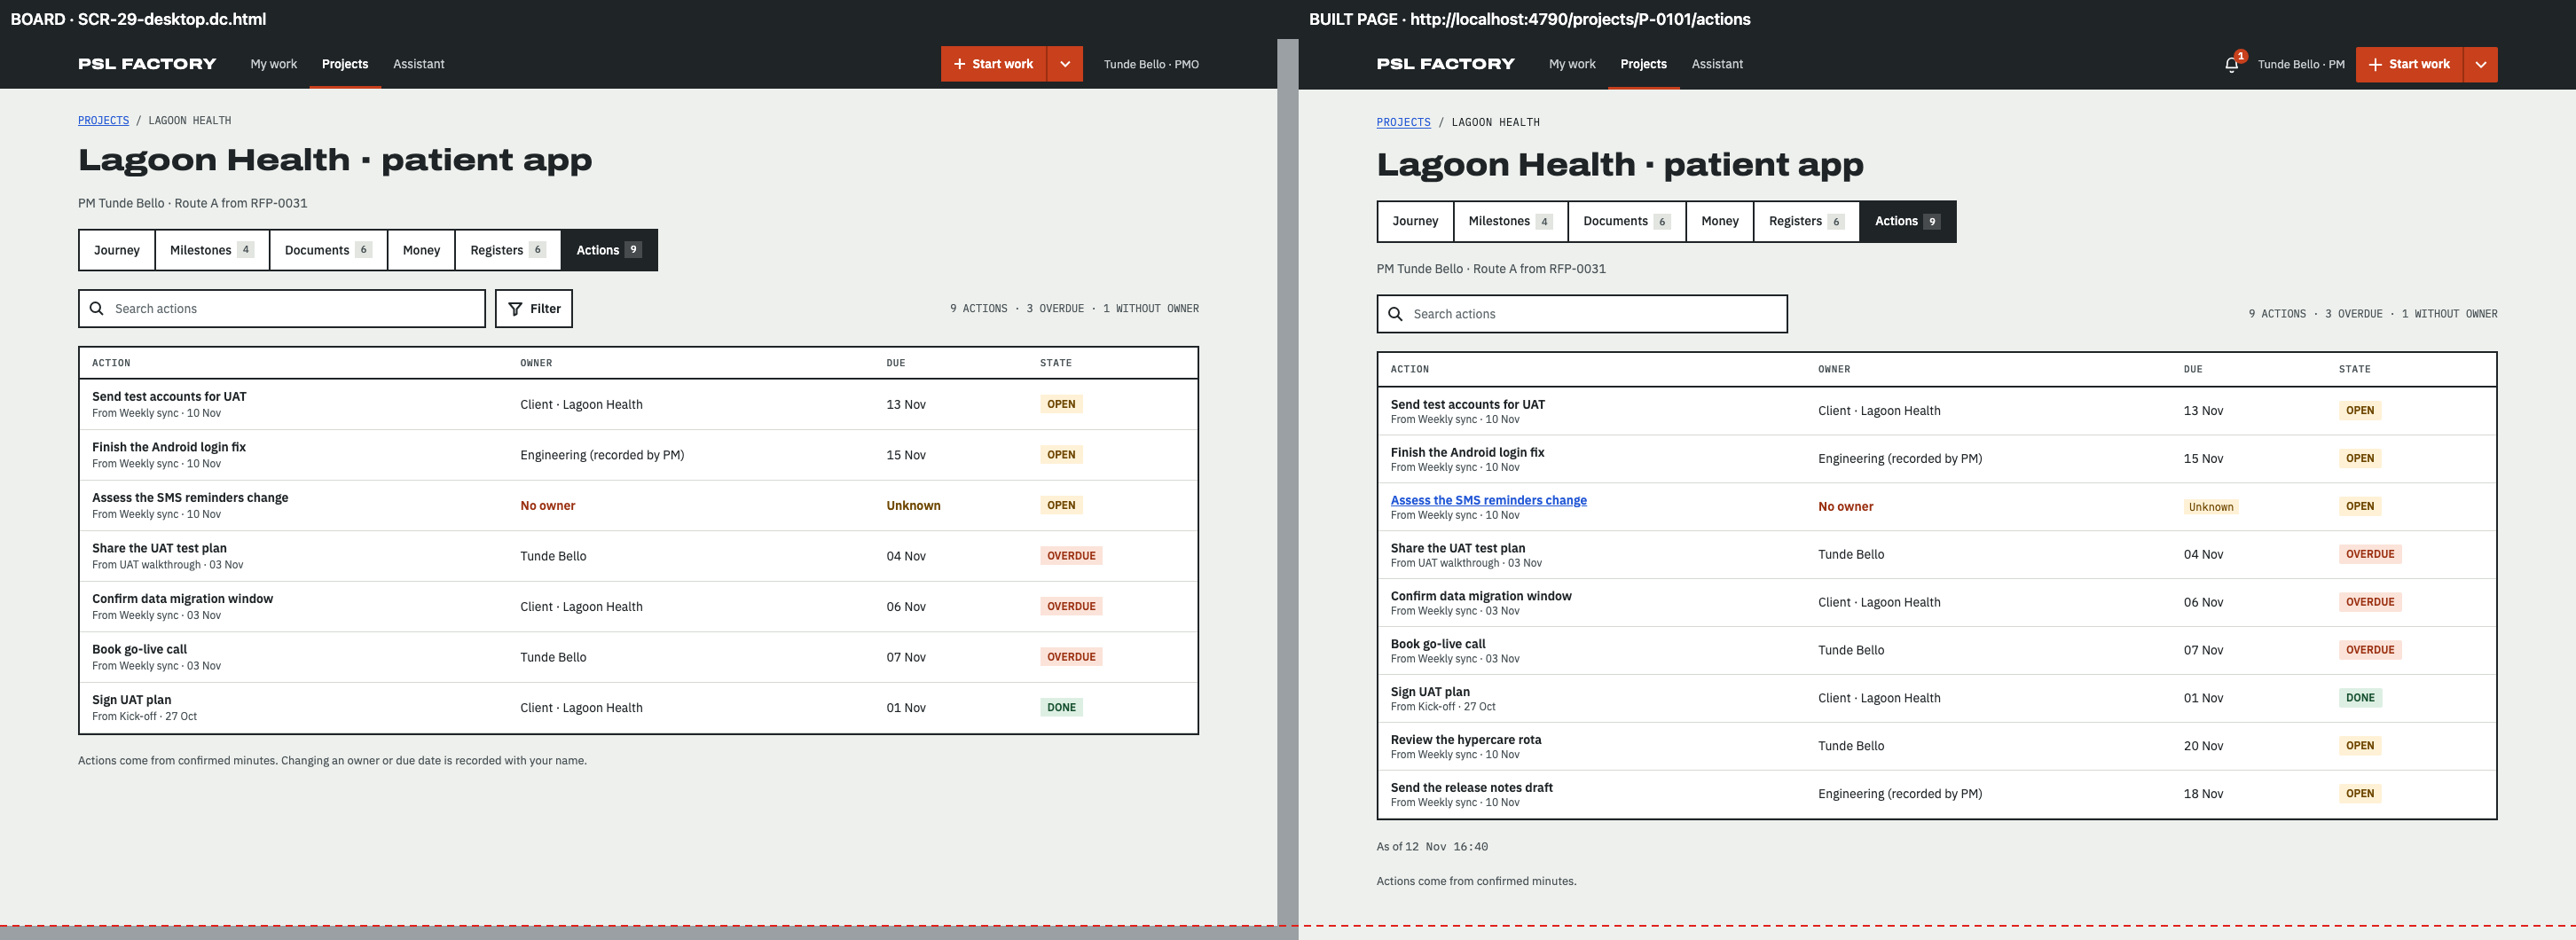 BOARD · SCR-29-desktop.dc.html
PSL FACTORY My work Projects Assistant + Start work Tunde Bello · PMO
PROJECTS / LAGOON HEALTH
Lagoon Health · patient app
PM Tunde Bello · Route A from RFP-0031
Journey Milestones 4 Documents 6 Money Registers 6 Actions 9
Search actions Filter 9 ACTIONS · 3 OVERDUE · 1 WITHOUT OWNER
ACTION OWNER DUE STATE
Send test accounts for UAT
From Weekly sync · 10 Nov
Client · Lagoon Health 13 Nov OPEN
Finish the Android login fix
From Weekly sync · 10 Nov
Engineering (recorded by PM) 15 Nov OPEN
Assess the SMS reminders change
From Weekly sync · 10 Nov
No owner Unknown OPEN
Share the UAT test plan
From UAT walkthrough · 03 Nov
Tunde Bello 04 Nov OVERDUE
Confirm data migration window
From Weekly sync · 03 Nov
Client · Lagoon Health 06 Nov OVERDUE
Book go-live call
From Weekly sync · 03 Nov
Tunde Bello 07 Nov OVERDUE
Sign UAT plan
From Kick-off · 27 Oct
Client · Lagoon Health 01 Nov DONE
Actions come from confirmed minutes. Changing an owner or due date is recorded with your name.
BUILT PAGE · http://localhost:4790/projects/P-0101/actions
PSL FACTORY My work Projects Assistant 1 Tunde Bello · PM + Start work
PROJECTS / LAGOON HEALTH
Lagoon Health · patient app
Journey Milestones 4 Documents 6 Money Registers 6 Actions 9
PM Tunde Bello · Route A from RFP-0031
Search actions 9 ACTIONS · 3 OVERDUE · 1 WITHOUT OWNER
ACTION OWNER DUE STATE
Send test accounts for UAT
From Weekly sync · 10 Nov
Client · Lagoon Health 13 Nov OPEN
Finish the Android login fix
From Weekly sync · 10 Nov
Engineering (recorded by PM) 15 Nov OPEN
Assess the SMS reminders change
From Weekly sync · 10 Nov
No owner Unknown OPEN
Share the UAT test plan
From UAT walkthrough · 03 Nov
Tunde Bello 04 Nov OVERDUE
Confirm data migration window
From Weekly sync · 03 Nov
Client · Lagoon Health 06 Nov OVERDUE
Book go-live call
From Weekly sync · 03 Nov
Tunde Bello 07 Nov OVERDUE
Sign UAT plan
From Kick-off · 27 Oct
Client · Lagoon Health 01 Nov DONE
Review the hypercare rota
From Weekly sync · 10 Nov
Tunde Bello 20 Nov OPEN
Send the release notes draft
From Weekly sync · 10 Nov
Engineering (recorded by PM) 18 Nov OPEN
As of 12 Nov 16:40
Actions come from confirmed minutes.